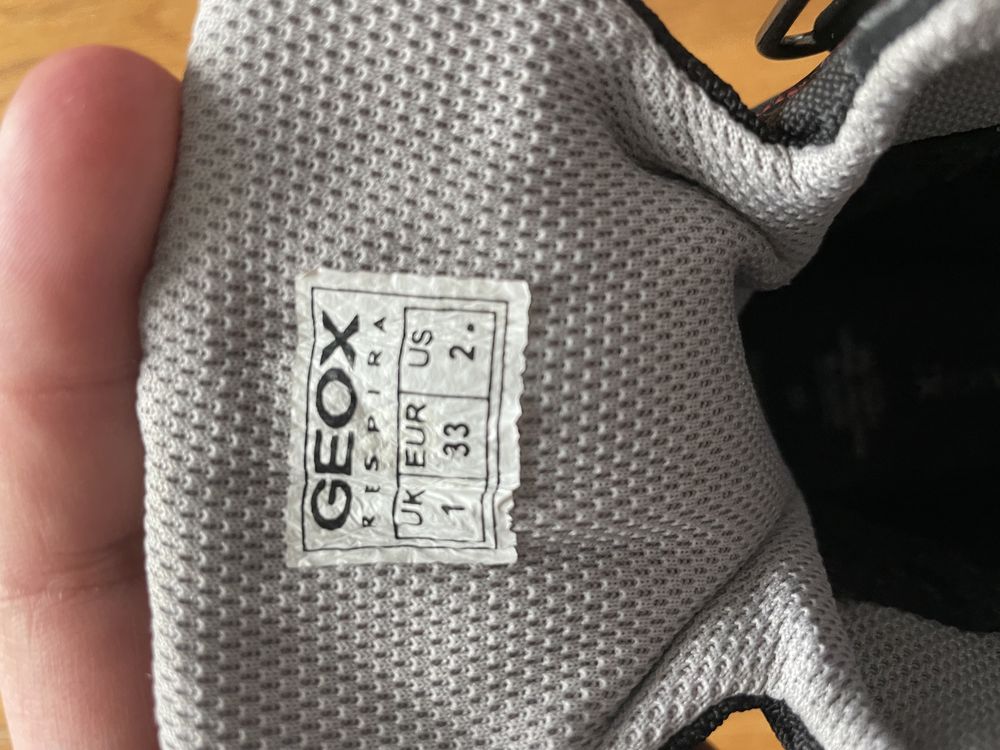 GEOX
RESPIRA
UK EUR US
1 33 2.